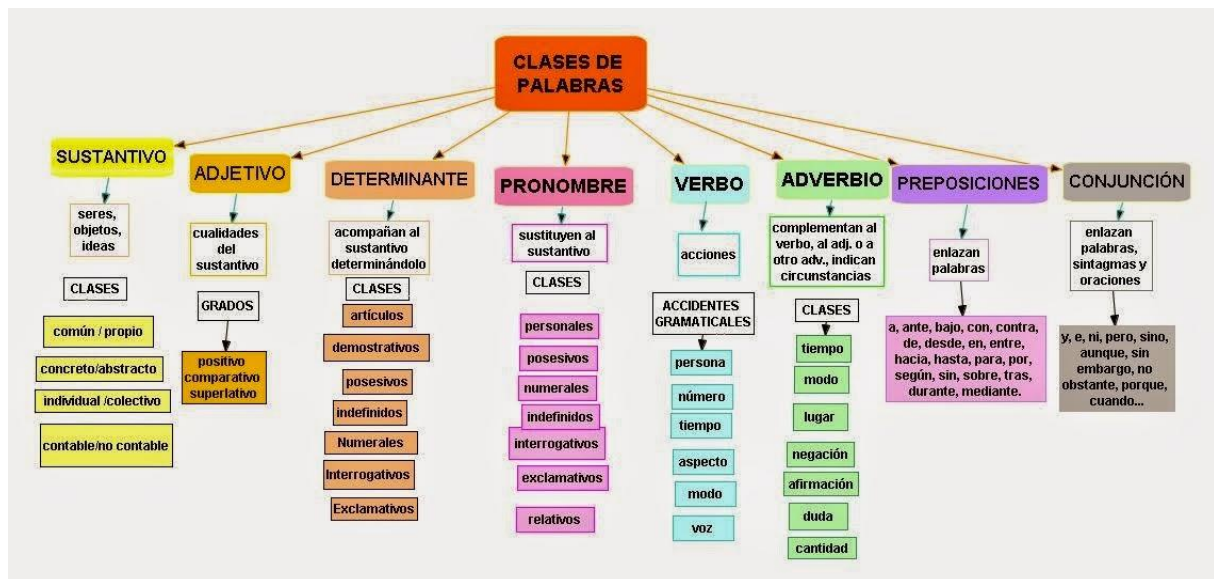 CLASES DE
PALABRAS
SUSTANTIVO
seres,
objetos,
ideas
CLASES
común / propio
concreto/abstracto
individual /colectivo
contable/no contable
ADJETIVO
cualidades
del
sustantivo
GRADOS
positivo
comparativo
superlativo
DETERMINANTE
acompañan al
sustantivo
determinándolo
CLASES
artículos
demostrativos
posesivos
indefinidos
Numerales
Interrogativos
Exclamativos
PRONOMBRE
sustituyen al
sustantivo
CLASES
personales
posesivos
numerales
indefinidos
interrogativos
exclamativos
relativos
VERBO
acciones
ACCIDENTES
GRAMATICALES
persona
número
tiempo
aspecto
modo
voz
ADVERBIO
complementan al
verbo, al adj. o a
otro adv., indican
circunstancias
CLASES
tiempo
modo
lugar
negación
afirmación
duda
cantidad
PREPOSICIONES
enlazan
palabras
a, ante, bajo, con, contra,
de, desde, en, entre,
hacia, hasta, para, por,
según, sin, sobre, tras,
durante, mediante.
CONJUNCIÓN
enlazan
palabras,
sintagmas y
oraciones
y, e, ni, pero, sino,
aunque, sin
embargo, no
obstante, porque,
cuando...